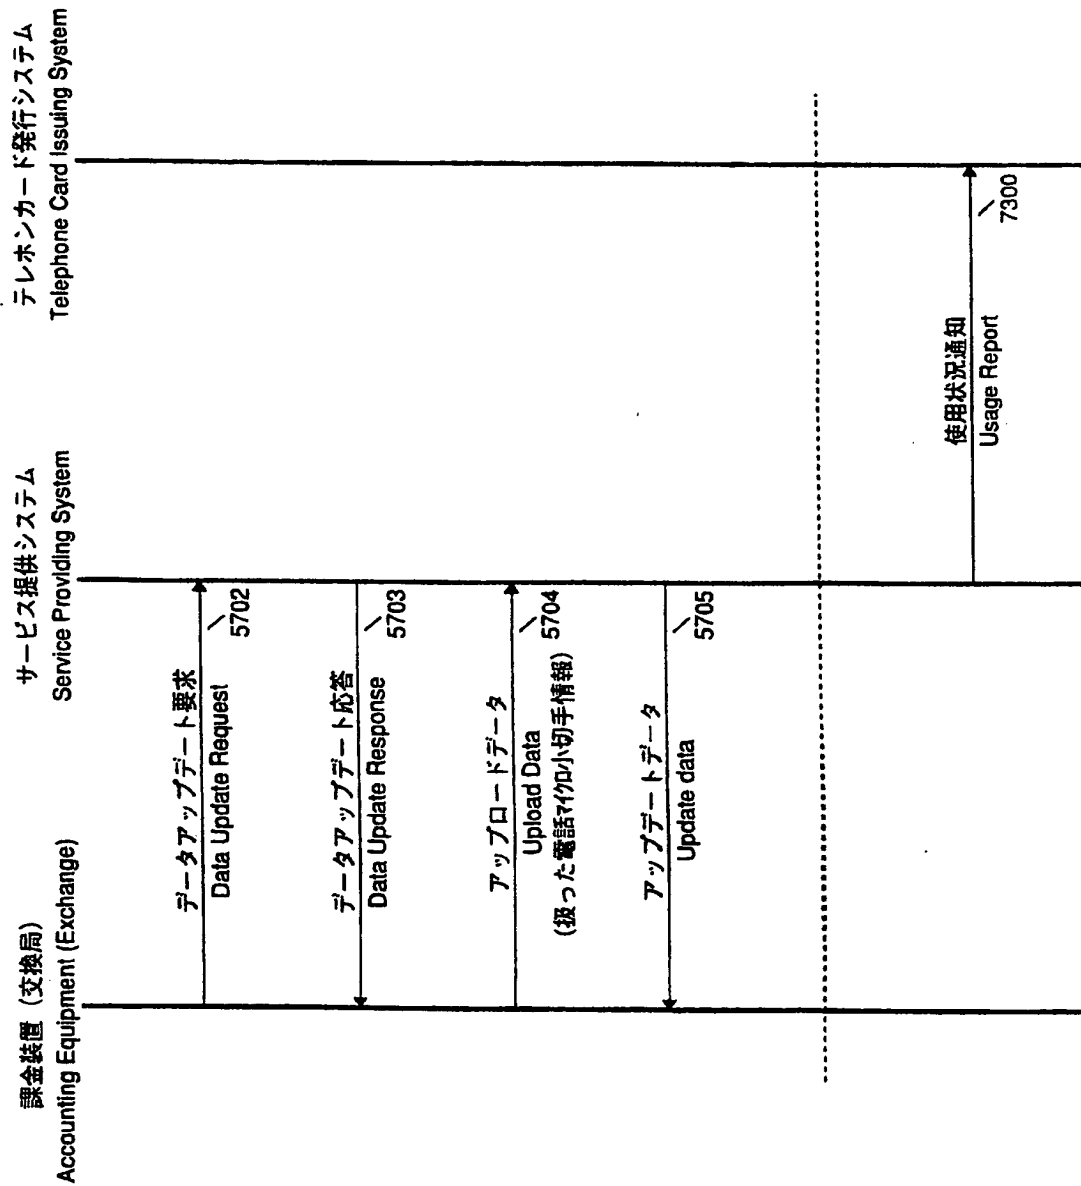 課金装置（交換局）
Accounting Equipment (Exchange)
サービス提供システム
Service Providing System
テレホンカード発行システム
Telephone Card Issuing System
データアップデート要求
Data Update Request
5702
データアップデート応答
Data Update Response
5703
アップロードデータ
Upload Data
（扱った電話マイクロ小切手情報）
5704
アップデートデータ
Update data
5705
使用状況通知
Usage Report
7300